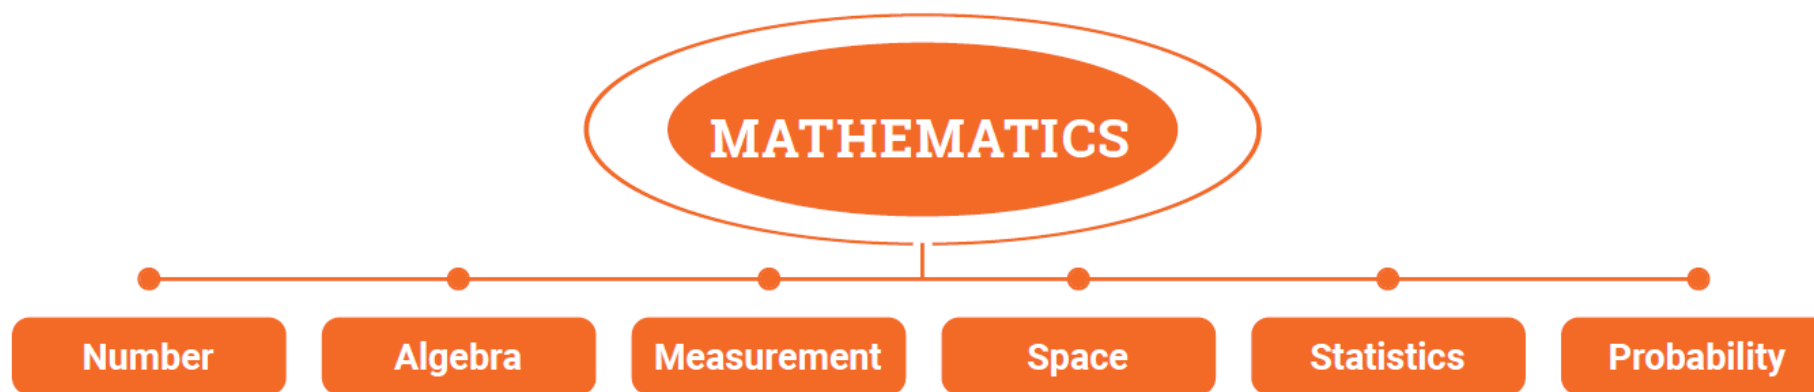 MATHEMATICS
Number
Algebra
Measurement
Space
Statistics
Probability